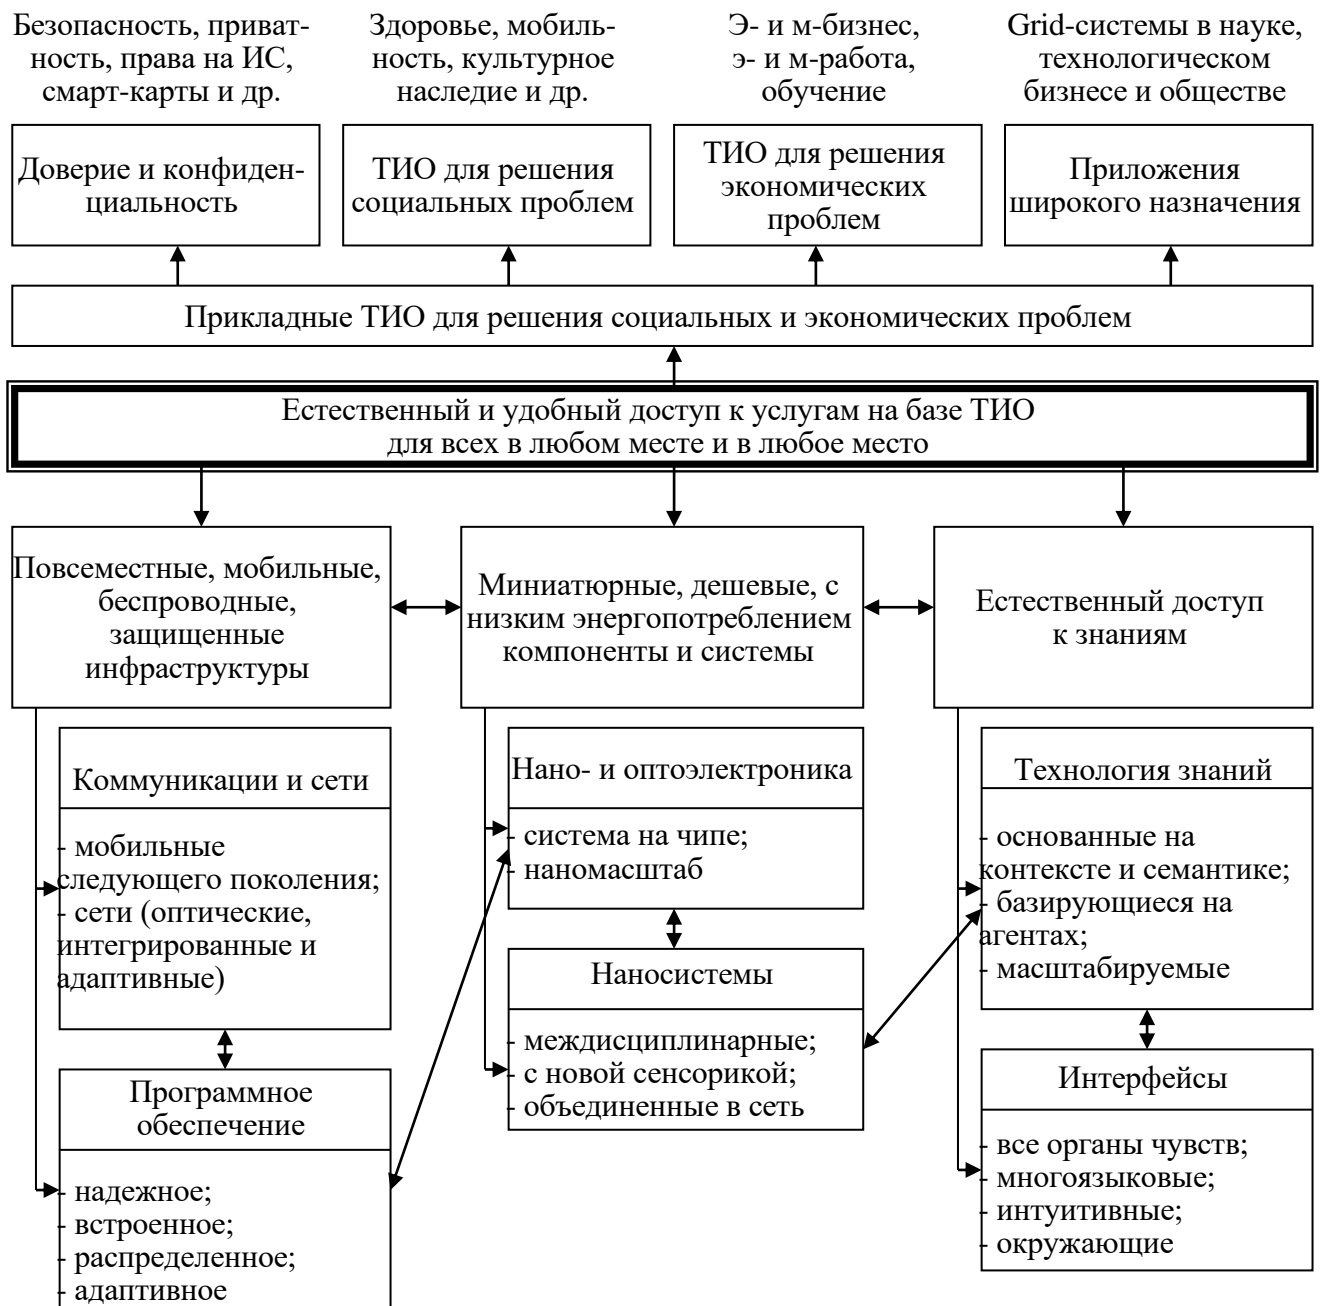 Безопасность, приват-
ность, права на ИС,
смарт-карты и др.
Здоровье, мобиль-
ность, культурное
наследие и др.
Э- и м-бизнес,
э- и м-работа,
обучение
Grid-системы в науке,
технологическом
бизнесе и обществе
Доверие и конфиден-
циальность
ТИО для решения
социальных проблем
ТИО для решения
экономических
проблем
Приложения
широкого назначения
Прикладные ТИО для решения социальных и экономических проблем
Естественный и удобный доступ к услугам на базе ТИО
для всех в любом месте и в любое место
Повсеместные, мобильные,
беспроводные,
защищенные
инфраструктуры
Миниатюрные, дешевые, с
низким энергопотреблением
компоненты и системы
Естественный доступ
к знаниям
Коммуникации и сети
- мобильные
следующего поколения;
- сети (оптические,
интегрированные и
адаптивные)
Программное
обеспечение
- надежное;
- встроенное;
- распределенное;
- адаптивное
Нано- и оптоэлектроника
- система на чипе;
- наномасштаб
Наносистемы
- междисциплинарные;
- с новой сенсорикой;
- объединенные в сеть
Технология знаний
- основанные на
контексте и семантике;
- базирующиеся на
агентах;
- масштабируемые
Интерфейсы
- все органы чувств;
- многоязыковые;
- интуитивные;
- окружающие